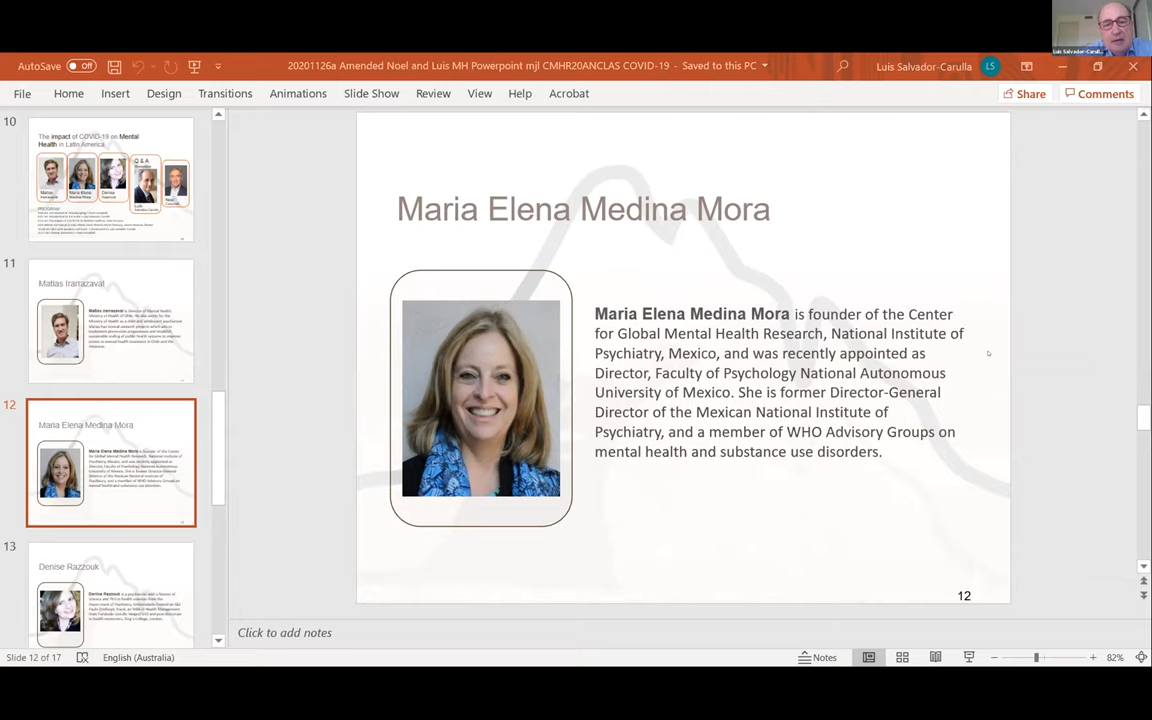 Luis Salvador-Carull...
AutoSave Off
20201126a Amended Noel and Luis MH Powerpoint mjl CMHR20ANCLAS COVID-19 - Saved to this PC
Luis Salvador-Carulla LS
File Home Insert Design Transitions Animations Slide Show Review View Help Acrobat Share Comments
10
The impact of COVID-19 on Mental
Health in Latin America
Q & A
11
Matias Irarrazaval
12
Maria Elena Medina Mora
13
Denise Razzouk
Maria Elena Medina Mora
Maria Elena Medina Mora is founder of the Center
for Global Mental Health Research, National Institute of
Psychiatry, Mexico, and was recently appointed as
Director, Faculty of Psychology National Autonomous
University of Mexico. She is former Director-General
Director of the Mexican National Institute of
Psychiatry, and a member of WHO Advisory Groups on
mental health and substance use disorders.
12
Click to add notes
Slide 12 of 17 English (Australia) Notes 82%